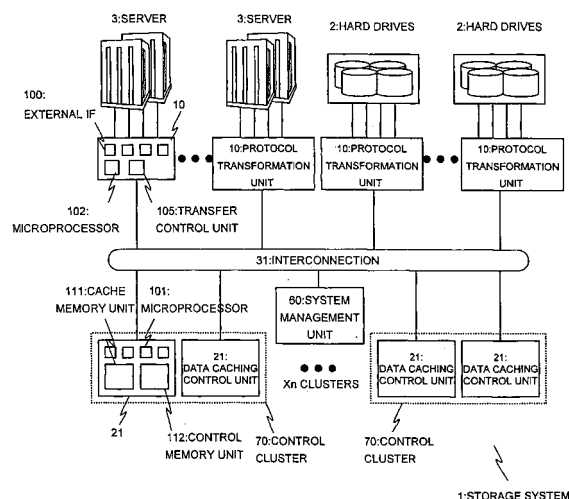 3:SERVER
3:SERVER
2:HARD DRIVES
2:HARD DRIVES
100:
EXTERNAL IF
10
10:PROTOCOL
TRANSFORMATION
UNIT
10:PROTOCOL
TRANSFORMATION
UNIT
10:PROTOCOL
TRANSFORMATION
UNIT
102:
MICROPROCESSOR
105:TRANSFER
CONTROL UNIT
31:INTERCONNECTION
111:CACHE
MEMORY UNIT
101:
MICROPROCESSOR
60:SYSTEM
MANAGEMENT
UNIT
21:
DATA CACHING
CONTROL UNIT
Xn CLUSTERS
21:
DATA CACHING
CONTROL UNIT
21:
DATA CACHING
CONTROL UNIT
21
112:CONTROL
MEMORY UNIT
70:CONTROL
CLUSTER
70:CONTROL
CLUSTER
1:STORAGE SYSTEM